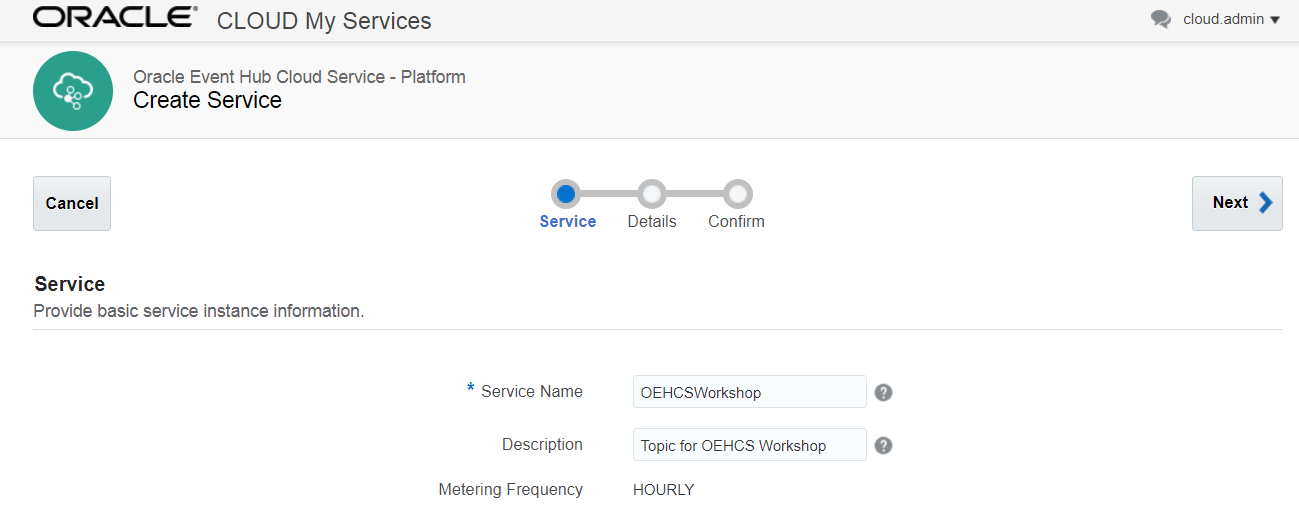 ORACLE® CLOUD My Services
cloud.admin
Oracle Event Hub Cloud Service - Platform
Create Service
Cancel
Service Details Confirm
Next
Service
Provide basic service instance information.
* Service Name OEHCSWorkshop ?
Description Topic for OEHCS Workshop ?
Metering Frequency HOURLY